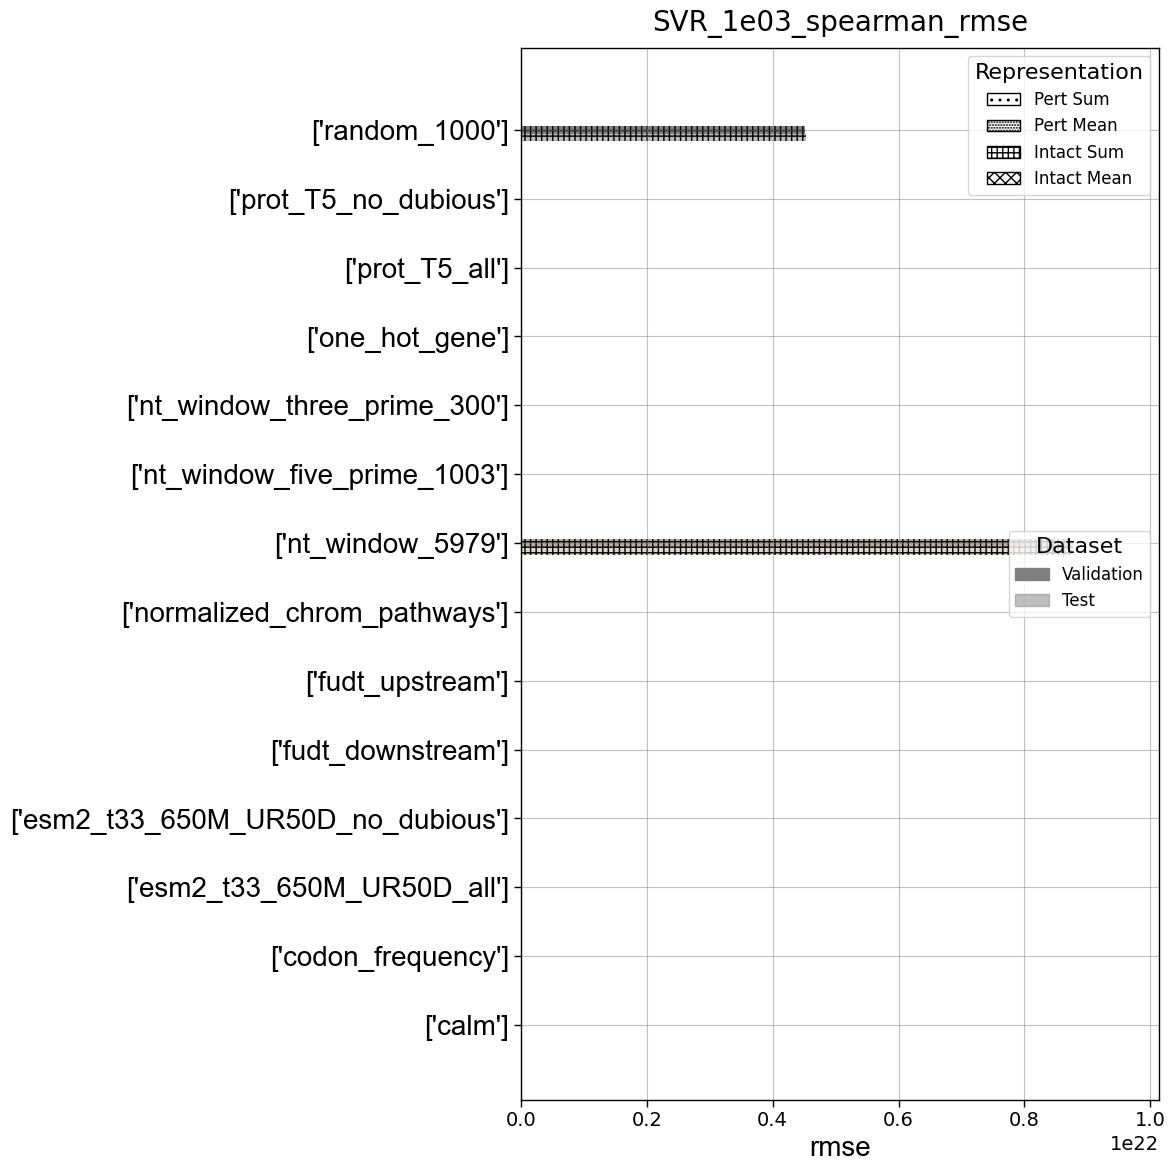 SVR_1e03_spearman_rmse
Representation
Pert Sum
Pert Mean
Intact Sum
Intact Mean
['random_1000']
['prot_T5_no_dubious']
['prot_T5_all']
['one_hot_gene']
['nt_window_three_prime_300']
['nt_window_five_prime_1003']
['nt_window_5979']
Dataset
Validation
Test
['normalized_chrom_pathways']
['fudt_upstream']
['fudt_downstream']
['esm2_t33_650M_UR50D_no_dubious']
['esm2_t33_650M_UR50D_all']
['codon_frequency']
['calm']
0.0 0.2 0.4 0.6 0.8 1.0
1e22
rmse